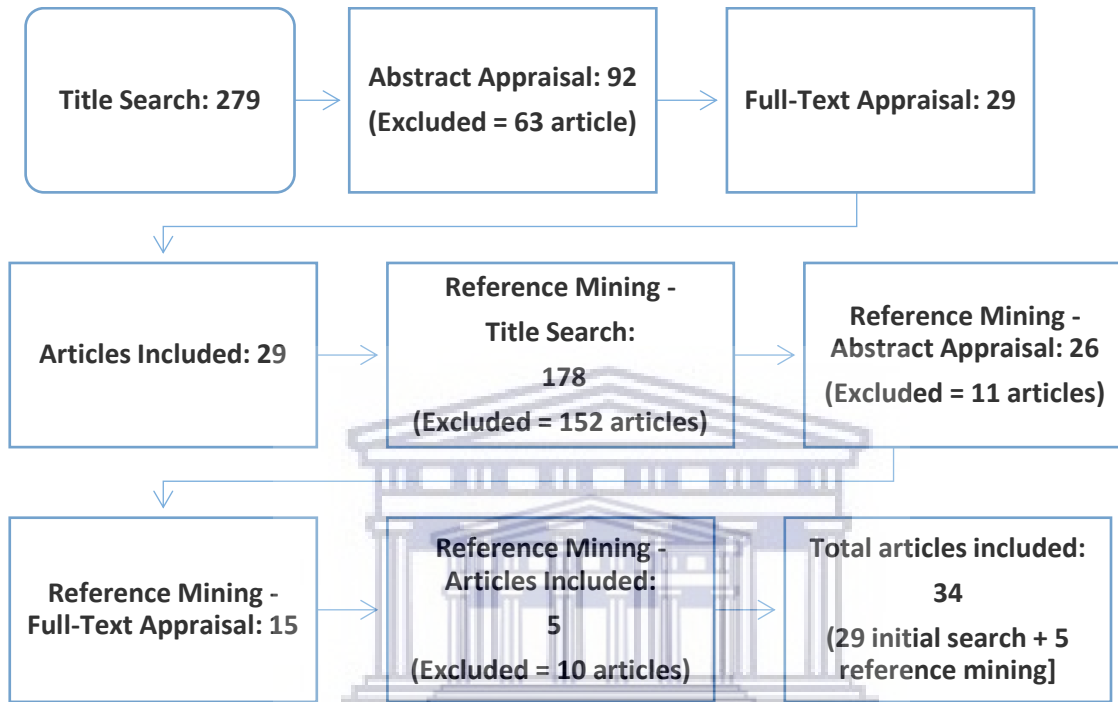 Title Search: 279
Abstract Appraisal: 92
(Excluded = 63 article)
Full-Text Appraisal: 29
Articles Included: 29
Reference Mining -
Title Search:
178
(Excluded = 152 articles)
Reference Mining -
Abstract Appraisal: 26
(Excluded = 11 articles)
Reference Mining -
Full-Text Appraisal: 15
Reference Mining -
Articles Included:
5
(Excluded = 10 articles)
Total articles included:
34
(29 initial search + 5
reference mining]